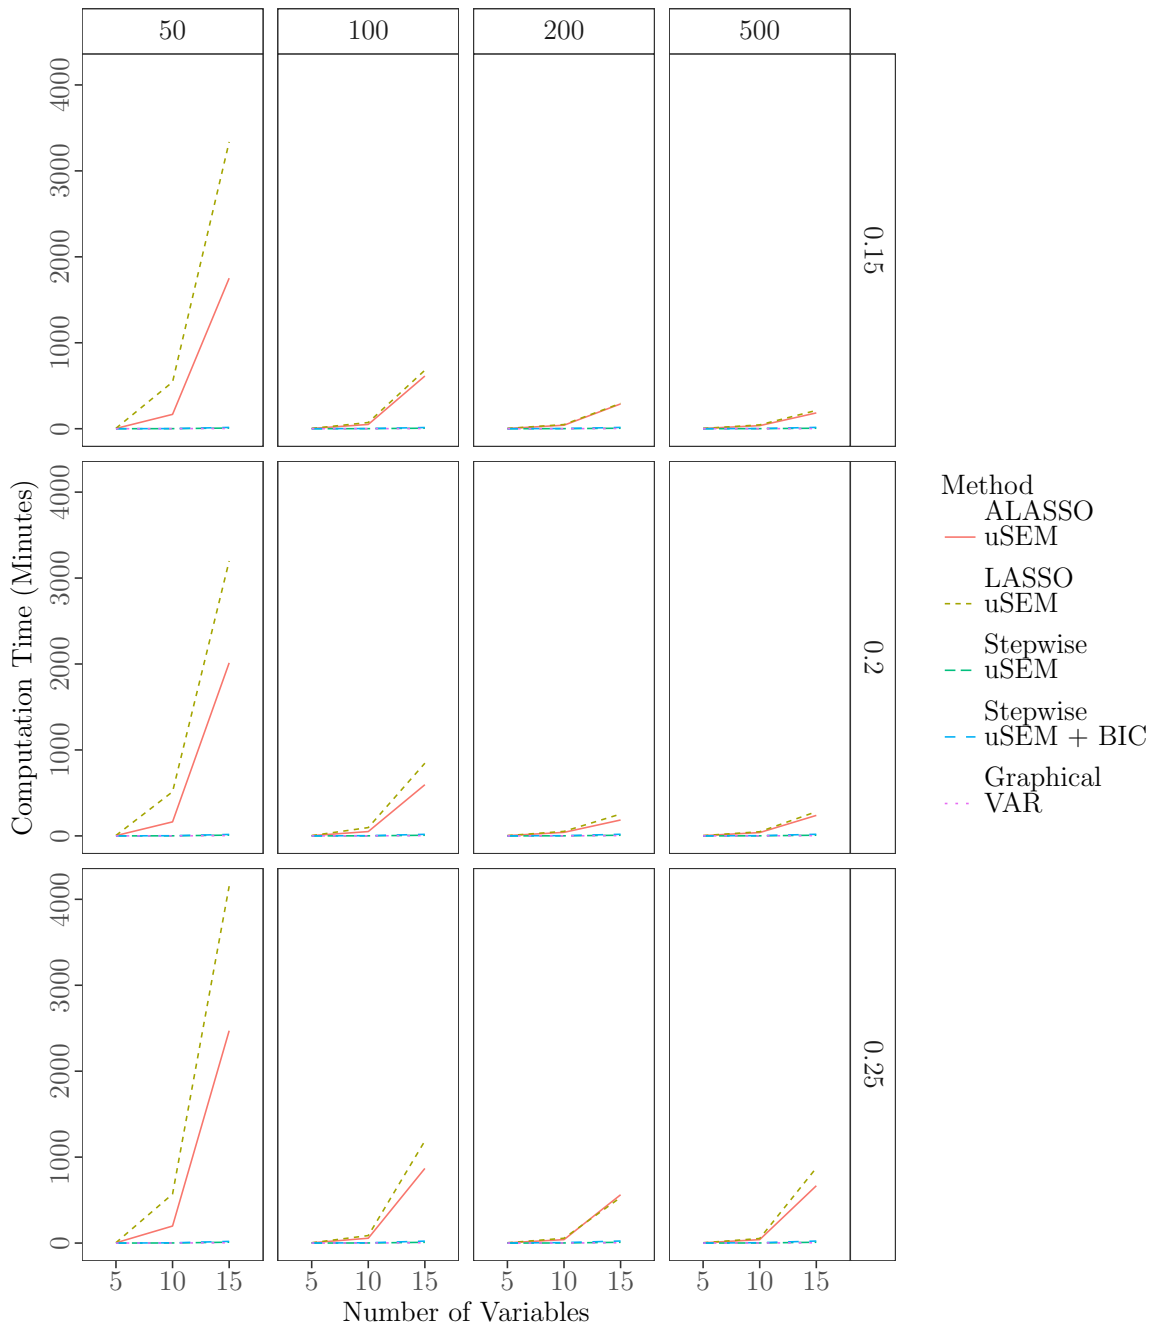 50
100
200
500
4000
3000
2000
1000
0
0.15
4000
3000
2000
1000
0
0.2
4000
3000
2000
1000
0
0.25
Computation Time (Minutes)
5 10 15
5 10 15
5 10 15
5 10 15
Number of Variables
Method
ALASSO
uSEM
LASSO
uSEM
Stepwise
uSEM
Stepwise
uSEM + BIC
Graphical
VAR